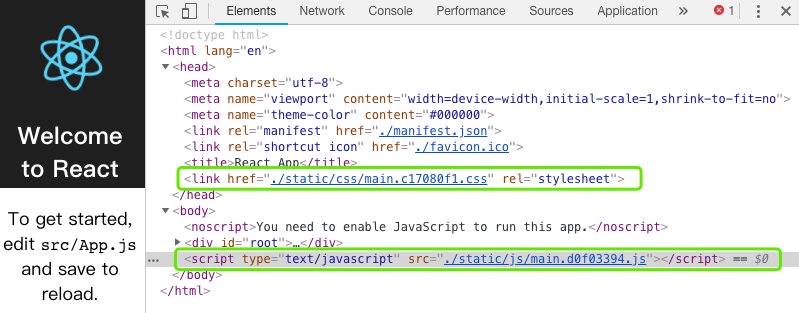 Welcome
to React
To get started,
edit src/App.js
and save to
reload.
Elements Network Console Performance Sources Application » 1
<!doctype html>
<html lang="en">
<head>
<meta charset="utf-8">
<meta name="viewport" content="width=device-width,initial-scale=1,shrink-to-fit=no">
<meta name="theme-color" content="#000000">
<link rel="manifest" href="./manifest.json">
<link rel="shortcut icon" href="./favicon.ico">
<title>React App</title>
<link href="./static/css/main.c17080f1.css" rel="stylesheet">
</head>
<body>
<noscript>You need to enable JavaScript to run this app.</noscript>
<div id="root">…</div>
… <script type="text/javascript" src="./static/js/main.d0f03394.js"></script> == $0
</body>
</html>